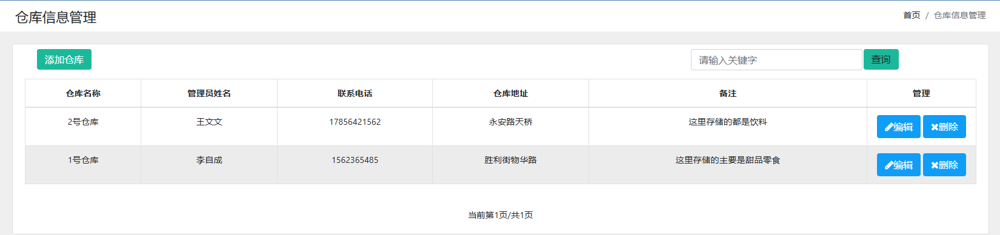 仓库信息管理
首页 / 仓库信息管理
添加仓库 请输入关键字 查询
仓库名称 管理员姓名 联系电话 仓库地址 备注 管理
2号仓库 王文文 17856421562 永安路天桥 这里存储的都是饮料 编辑 删除
1号仓库 李自成 1562365485 胜利街物华路 这里存储的主要是甜品零食 编辑 删除
当前第1页/共1页